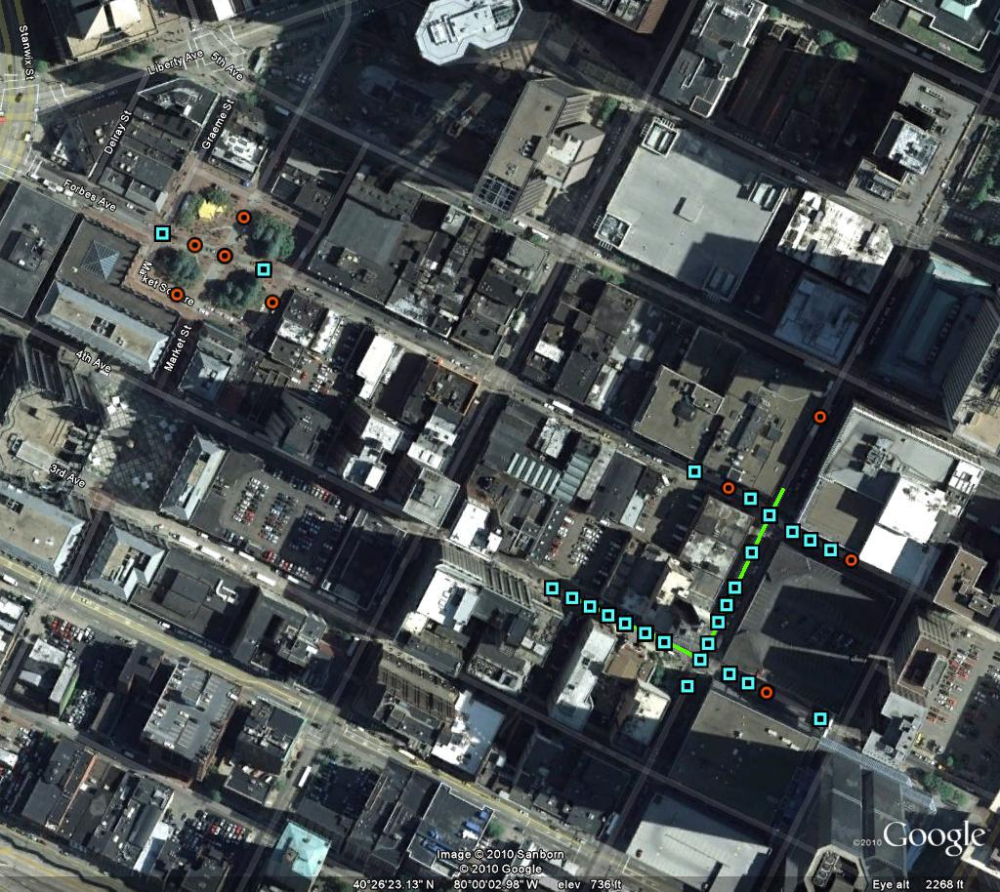 Stanwix St
Liberty Ave
5th Ave
Delray St
Graeme St
Forbes Ave
Market Square
Market St
4th Ave
3rd Ave
©2010 Google
Image © 2010 Sanborn
© 2010 Google
40°26'23.13" N 80°00'02.98" W elev 736 ft
Eye alt 2268 ft